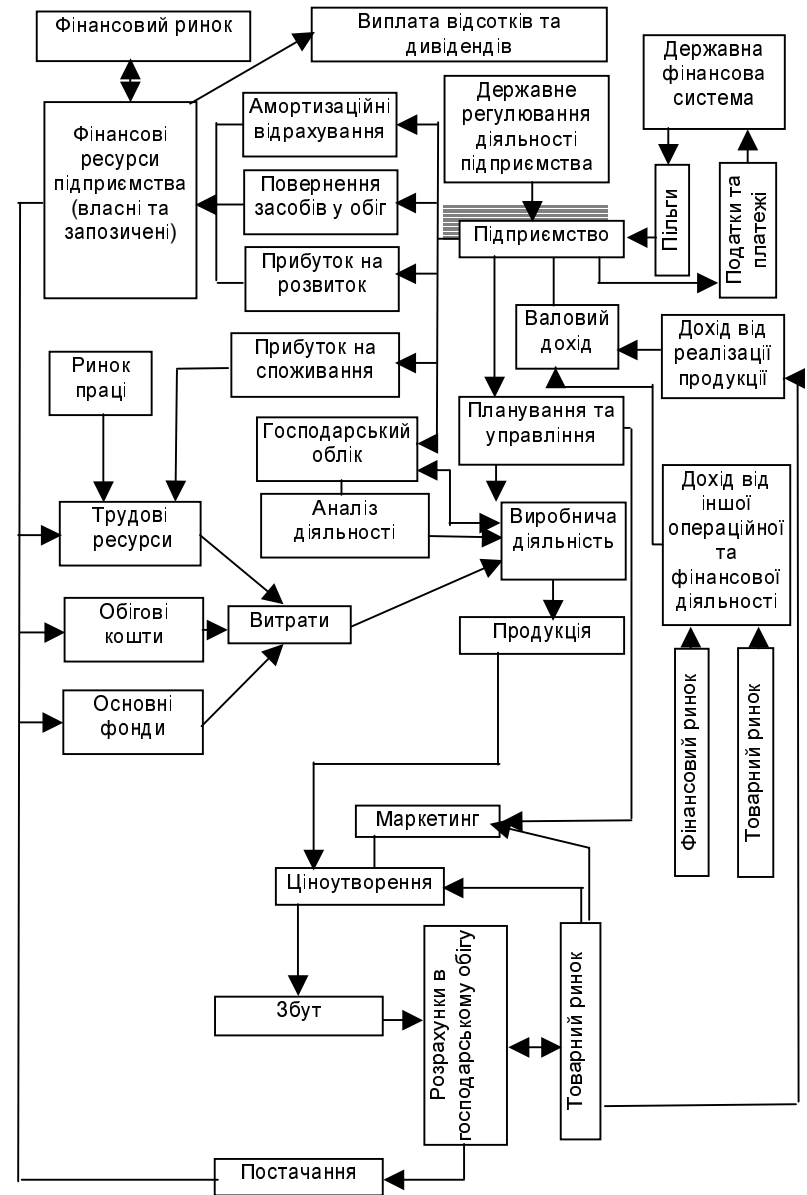 Фінансовий ринок
Виплата відсотків та
дивідендів
Державна
фінансова
система
Фінансові
ресурси
підприємства
(власні та
запозичені)
Амортизаційні
відрахування
Державне
регулювання
діяльності
підприємства
Повернення
засобів у обіг
Пільги
Податки та
платежі
Підприємство
Прибуток на
розвиток
Валовий
дохід
Дохід від
реалізації
продукції
Прибуток на
споживання
Ринок
праці
Планування та
управління
Господарський
облік
Дохід від
іншої
операційної
та
фінансової
діяльності
Аналіз
діяльності
Трудові
ресурси
Виробнича
діяльність
Обігові
кошти
Витрати
Продукція
Основні
фонди
Фінансовий ринок
Товарний ринок
Маркетинг
Ціноутворення
Збут
Розрахунки в
господарському обігу
Товарний ринок
Постачання